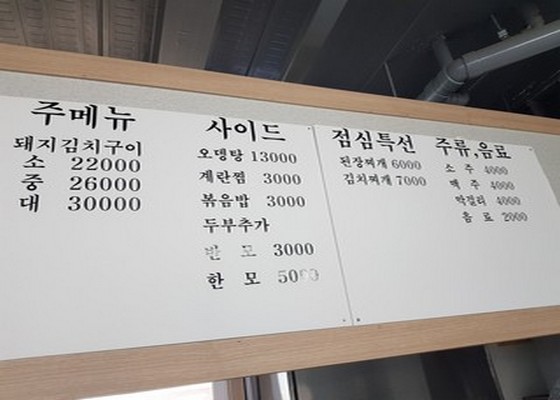 주메뉴
돼지김치구이
소 22000
중 26000
대 30000
사이드
오뎅탕 13000
계란찜 3000
볶음밥 3000
두부추가
반 모 3000
한 모 5000
점심특선
된장찌개 6000
김치찌개 7000
주류,음료
소 주 4000
맥 주 4000
막걸리 4000
음 료 2000